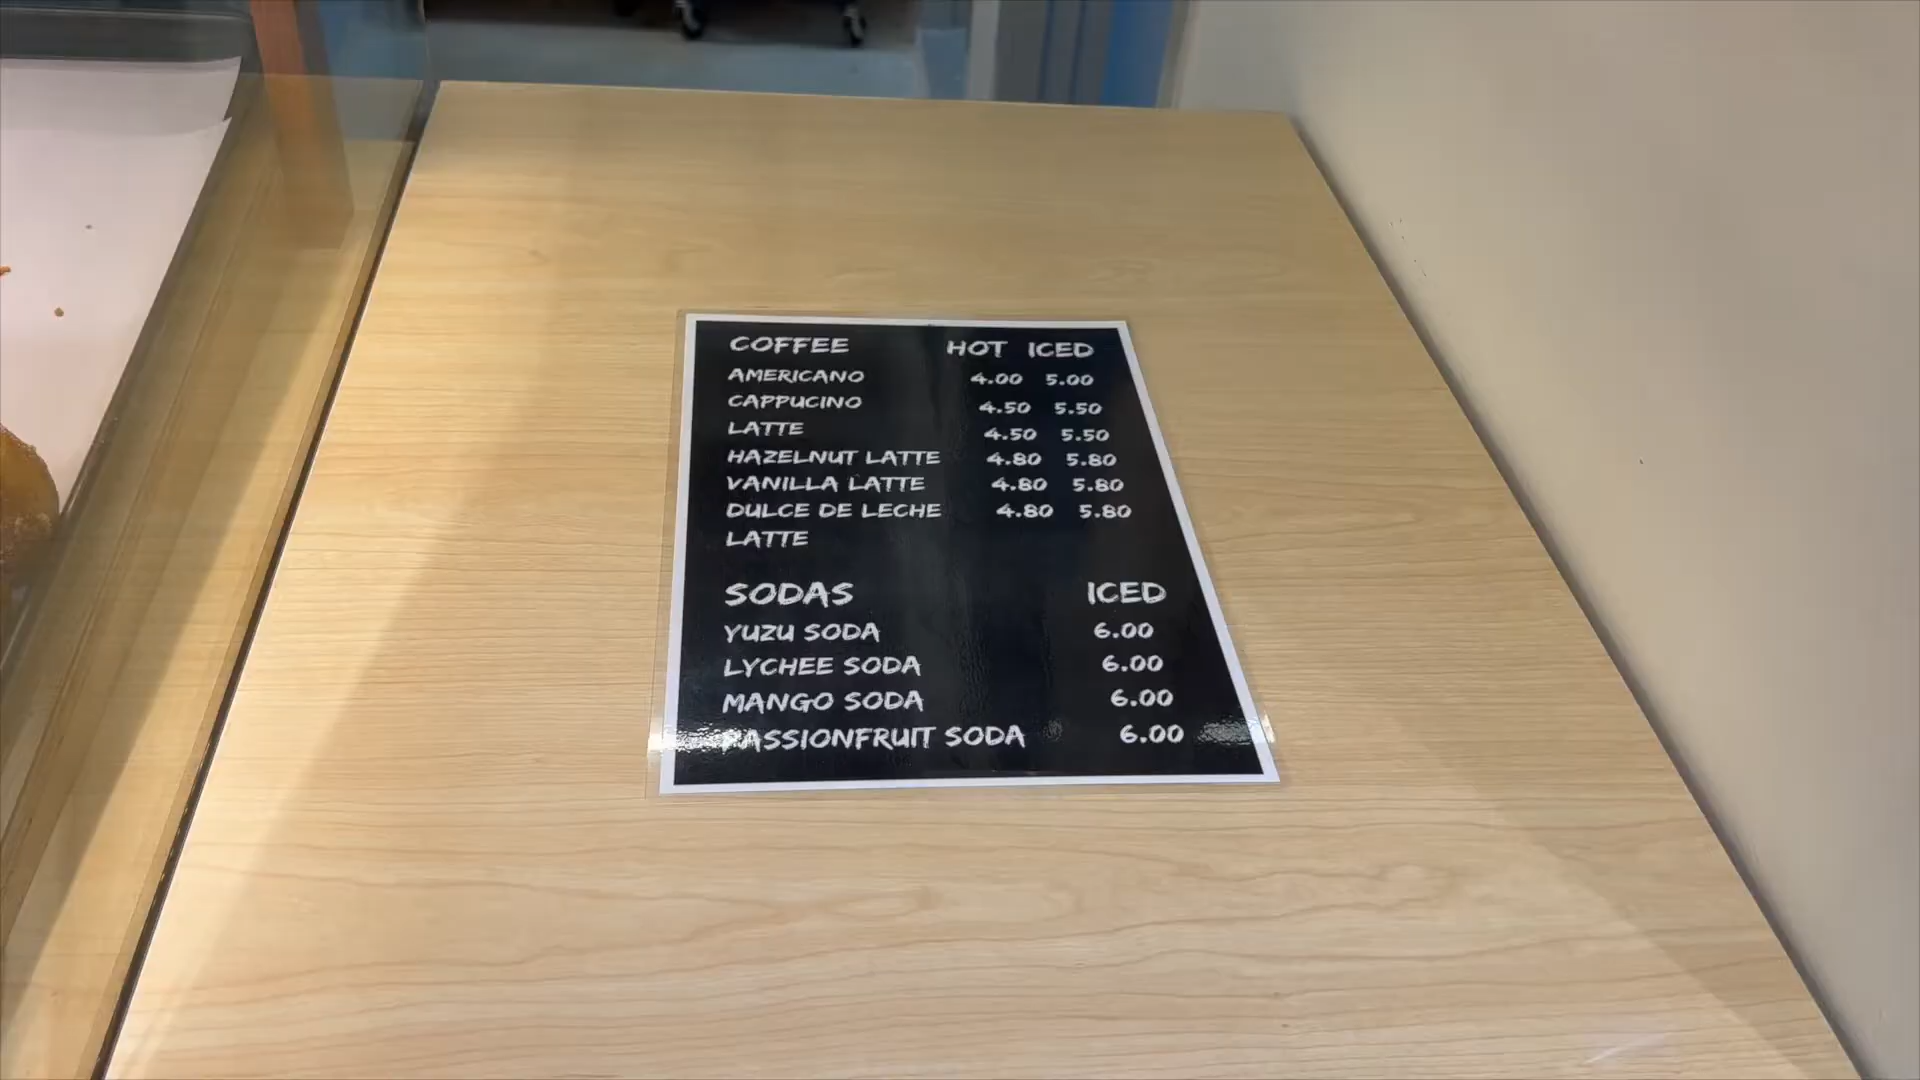 COFFEE HOT ICED
AMERICANO 4.00 5.00
CAPPUCINO 4.50 5.50
LATTE 4.50 5.50
HAZELNUT LATTE 4.80 5.80
VANILLA LATTE 4.80 5.80
DULCE DE LECHE 4.80 5.80
LATTE
SODAS ICED
YUZU SODA 6.00
LYCHEE SODA 6.00
MANGO SODA 6.00
PASSIONFRUIT SODA 6.00